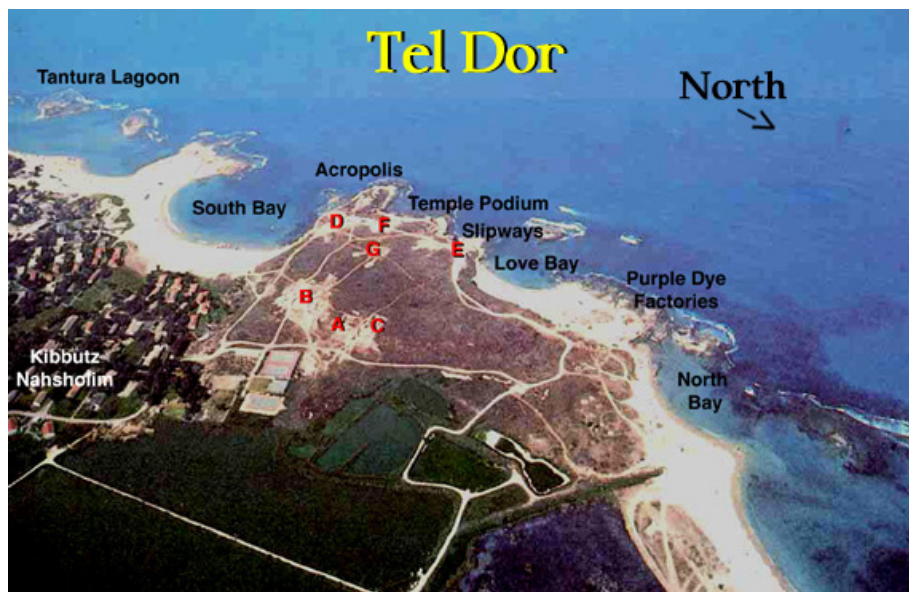 Tel Dor
North
Tantura Lagoon
Acropolis
South Bay
Temple Podium
Slipways
Love Bay
Purple Dye
Factories
North
Bay
Kibbutz
Nahsholim
D
F
G
E
B
A
C